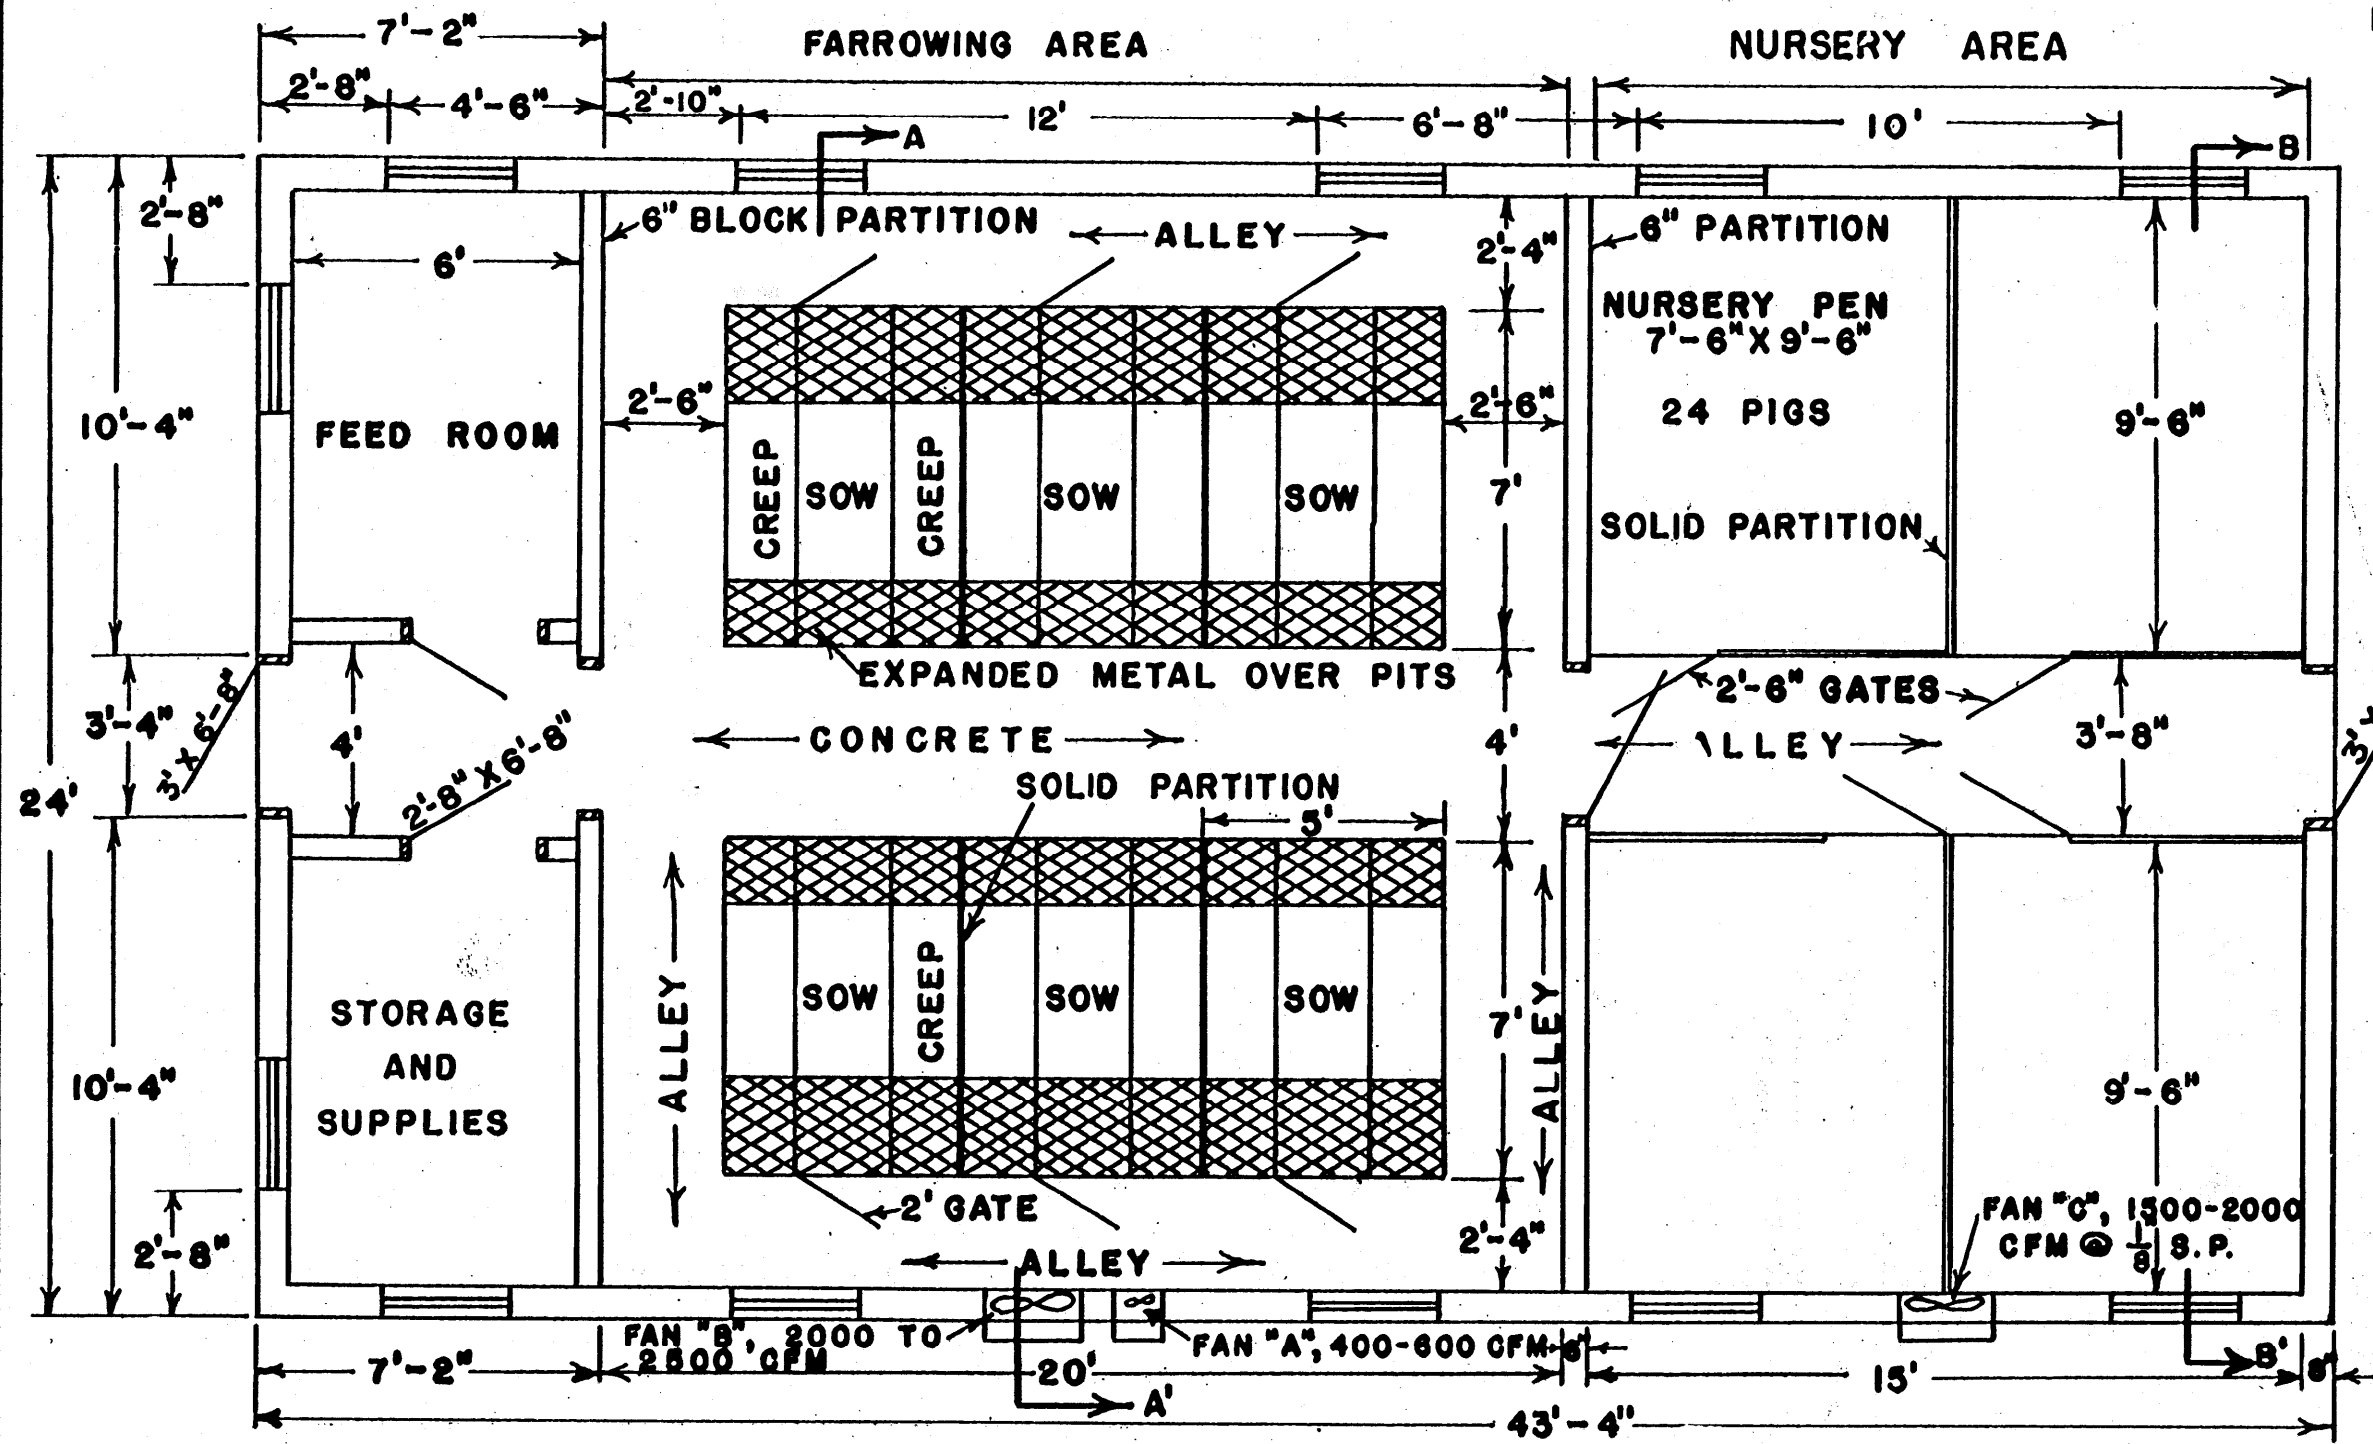 7'-2"
FARROWING AREA
NURSERY AREA
2'-8"
4'-6"
2'-10"
12'
6'-8"
10'
A
B
2'-8"
6" BLOCK PARTITION
ALLEY
2'-4"
6" PARTITION
6'
NURSERY PEN
7'-6" X 9'-6"
24 PIGS
2'-6"
2'-6"
10'-4"
FEED ROOM
9'-6"
CREEP
SOW
CREEP
SOW
SOW
7'
SOLID PARTITION
EXPANDED METAL OVER PITS
2'-6" GATES
3'-4"
3' X 6'-8"
4'
2'-8" X 6'-8"
CONCRETE
4'
ALLEY
3'-8"
24'
SOLID PARTITION
5'
ALLEY
SOW
CREEP
SOW
SOW
7'
ALLEY
STORAGE
AND
SUPPLIES
10'-4"
9'-6"
2'-8"
2' GATE
2'-4"
ALLEY
FAN "C", 1500-2000
CFM @ 1/8" S.P.
FAN "B", 2000 TO
2500 CFM
FAN "A", 400-600 CFM
6"
7'-2"
20'
15'
B'
8"
A'
43'-4"